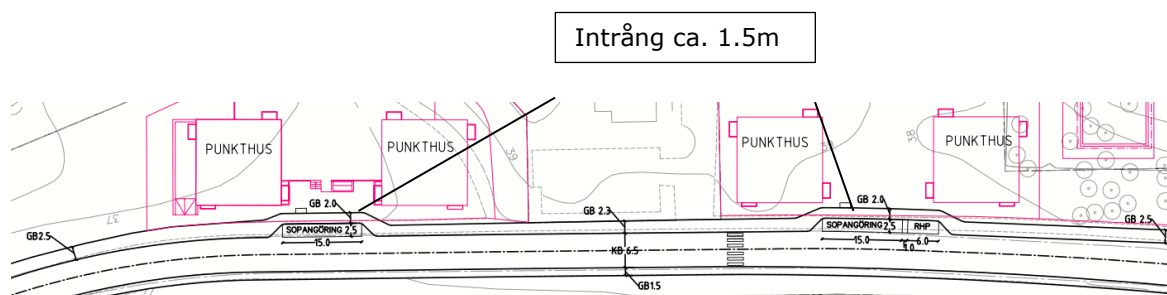 Intrång ca. 1.5m
PUNKTHUS
PUNKTHUS
PUNKTHUS
PUNKTHUS
39
38
37
GB 2.0
GB 2.3
GB 2.0
GB 2.5
GB2.5
SOPANGÖRING 2.5
SOPANGÖRING 2.5
RHP
15.0
15.0
6.0
KB 6.5
GB1.5